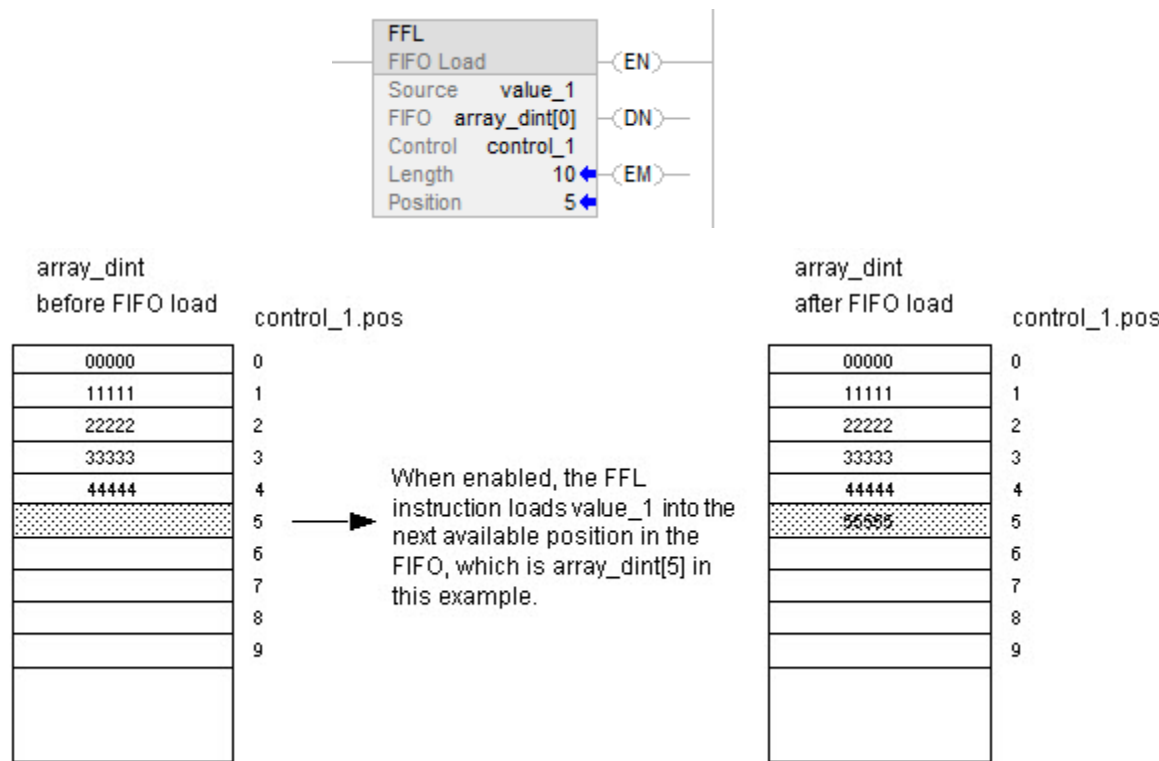 FFL
FIFO Load
(EN)
Source value_1
FIFO array_dint[0]
(DN)
Control control_1
Length 10
(EM)
Position 5
array_dint
before FIFO load
control_1.pos
00000 0
11111 1
22222 2
33333 3
44444 4
5
6
7
8
9
When enabled, the FFL
instruction loads value_1 into the
next available position in the
FIFO, which is array_dint[5] in
this example.
array_dint
after FIFO load
control_1.pos
00000 0
11111 1
22222 2
33333 3
44444 4
55555 5
6
7
8
9